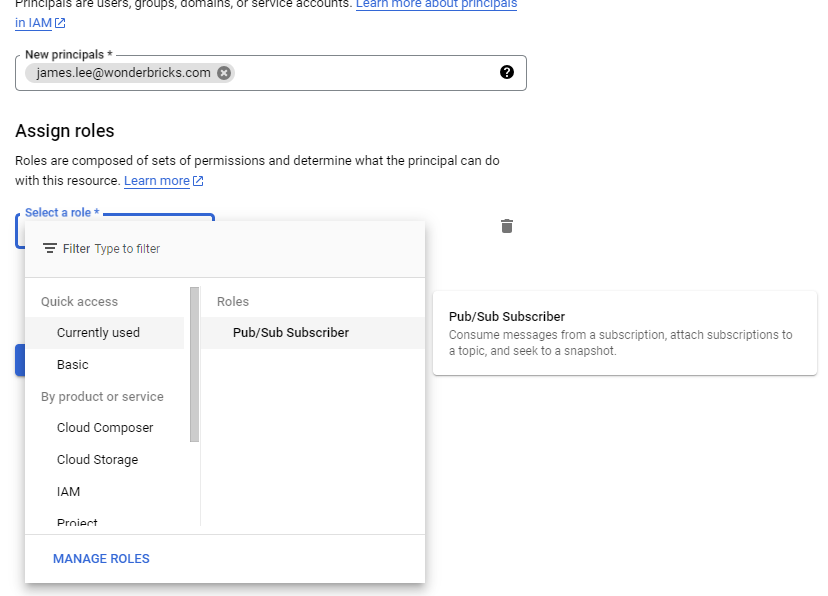 Principals are users, groups, domains, or service accounts. Learn more about principals
in IAM
New principals *
james.lee@wonderbricks.com
Assign roles
Roles are composed of sets of permissions and determine what the principal can do
with this resource. Learn more
Select a role *
Filter Type to filter
Quick access
Currently used
Basic
By product or service
Cloud Composer
Cloud Storage
IAM
Project
Roles
Pub/Sub Subscriber
MANAGE ROLES
Pub/Sub Subscriber
Consume messages from a subscription, attach subscriptions to
a topic, and seek to a snapshot.